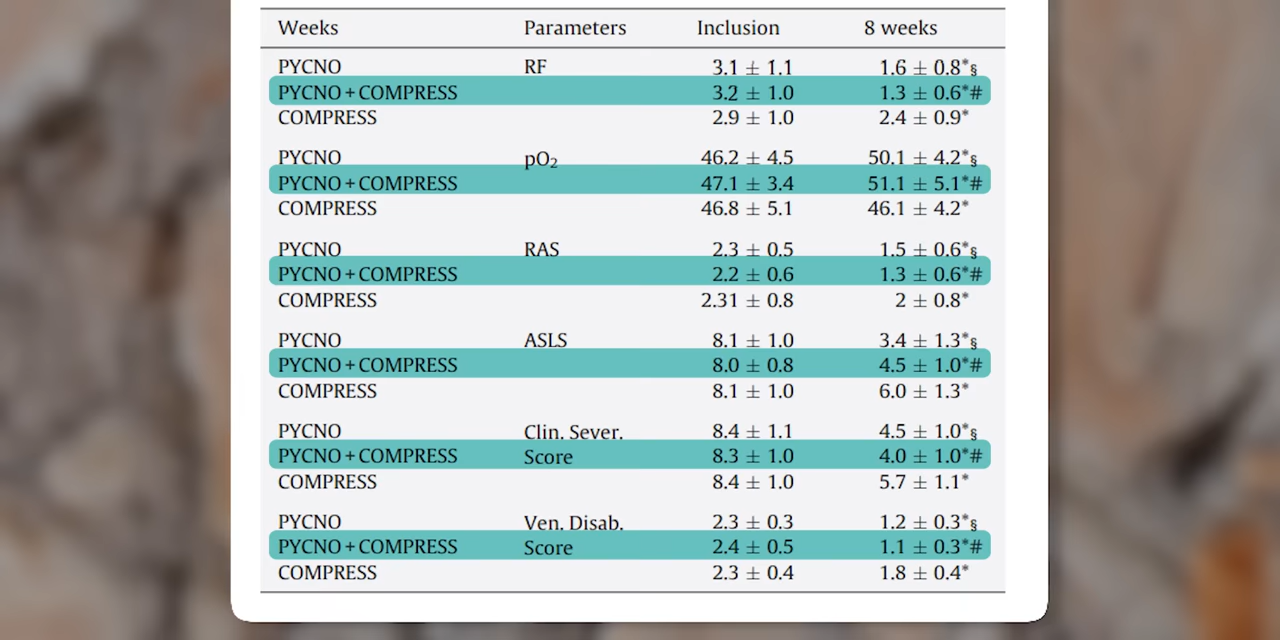 Weeks Parameters Inclusion 8 weeks
PYCNO RF 3.1 ± 1.1 1.6 ± 0.8*§
PYCNO + COMPRESS 3.2 ± 1.0 1.3 ± 0.6*#
COMPRESS 2.9 ± 1.0 2.4 ± 0.9*
PYCNO pO₂ 46.2 ± 4.5 50.1 ± 4.2*§
PYCNO + COMPRESS 47.1 ± 3.4 51.1 ± 5.1*#
COMPRESS 46.8 ± 5.1 46.1 ± 4.2*
PYCNO RAS 2.3 ± 0.5 1.5 ± 0.6*§
PYCNO + COMPRESS 2.2 ± 0.6 1.3 ± 0.6*#
COMPRESS 2.31 ± 0.8 2 ± 0.8*
PYCNO ASLS 8.1 ± 1.0 3.4 ± 1.3*§
PYCNO + COMPRESS 8.0 ± 0.8 4.5 ± 1.0*#
COMPRESS 8.1 ± 1.0 6.0 ± 1.3*
PYCNO Clin. Sever. 8.4 ± 1.1 4.5 ± 1.0*§
PYCNO + COMPRESS Score 8.3 ± 1.0 4.0 ± 1.0*#
COMPRESS 8.4 ± 1.0 5.7 ± 1.1*
PYCNO Ven. Disab. 2.3 ± 0.3 1.2 ± 0.3*§
PYCNO + COMPRESS Score 2.4 ± 0.5 1.1 ± 0.3*#
COMPRESS 2.3 ± 0.4 1.8 ± 0.4*